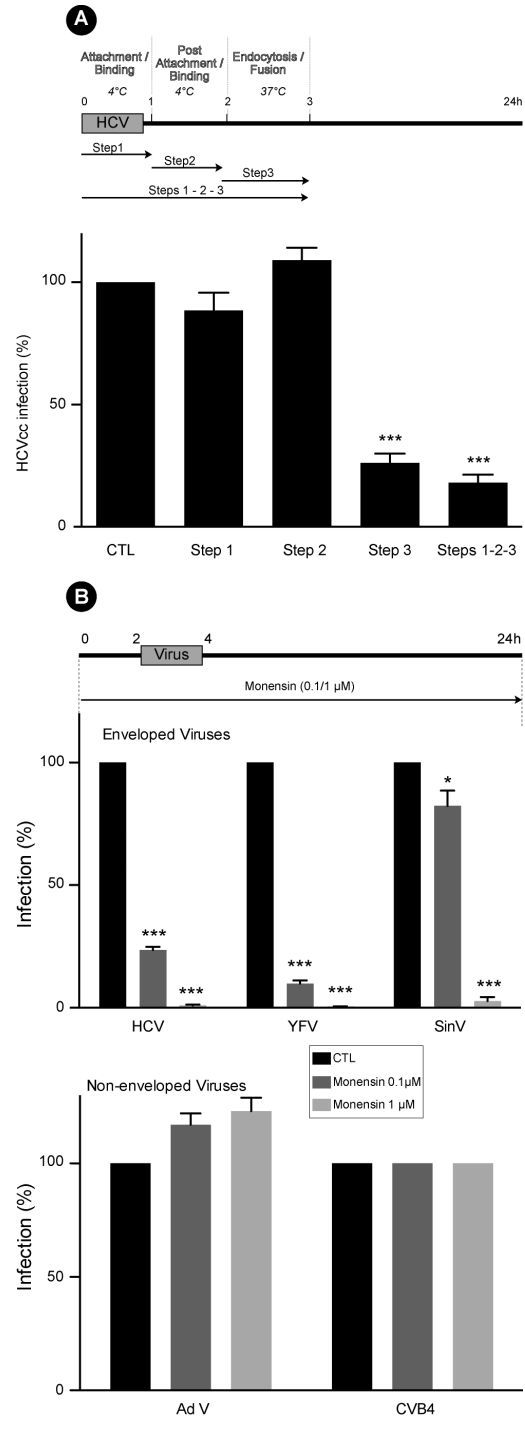 A
Attachment / Binding
4°C
Post Attachment / Binding
4°C
Endocytosis / Fusion
37°C
0 1 2 3 24h
HCV
Step1
Step2
Step3
Steps 1 - 2 - 3
HCVcc infection (%)
100
50
0
***
***
CTL Step 1 Step 2 Step 3 Steps 1-2-3
B
0 2 4 24h
Virus
Monensin (0.1/1 µM)
Enveloped Viruses
Infection (%)
100
50
0
***
***
***
***
*
***
HCV YFV SinV
CTL
Monensin 0.1µM
Monensin 1 µM
Non-enveloped Viruses
Infection (%)
100
50
0
Ad V CVB4